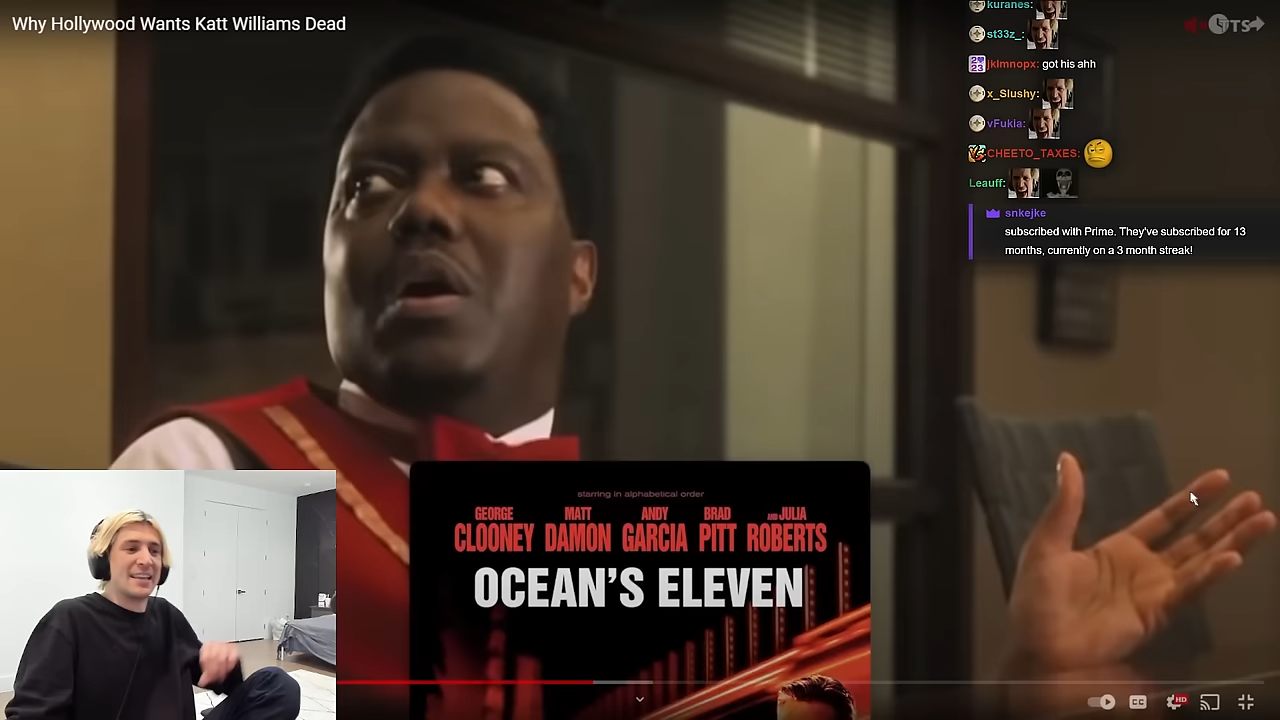 Why Hollywood Wants Katt Williams Dead
kuranes:
st33z_:
jklmnopx: got his ahh
x_Slushy:
vFukia:
CHEETO_TAXES:
Leauff:
snkejke
subscribed with Prime. They've subscribed for 13
months, currently on a 3 month streak!
starring in alphabetical order
GEORGE MATT ANDY BRAD AND JULIA
CLOONEY DAMON GARCIA PITT ROBERTS
OCEAN'S ELEVEN
CC HD